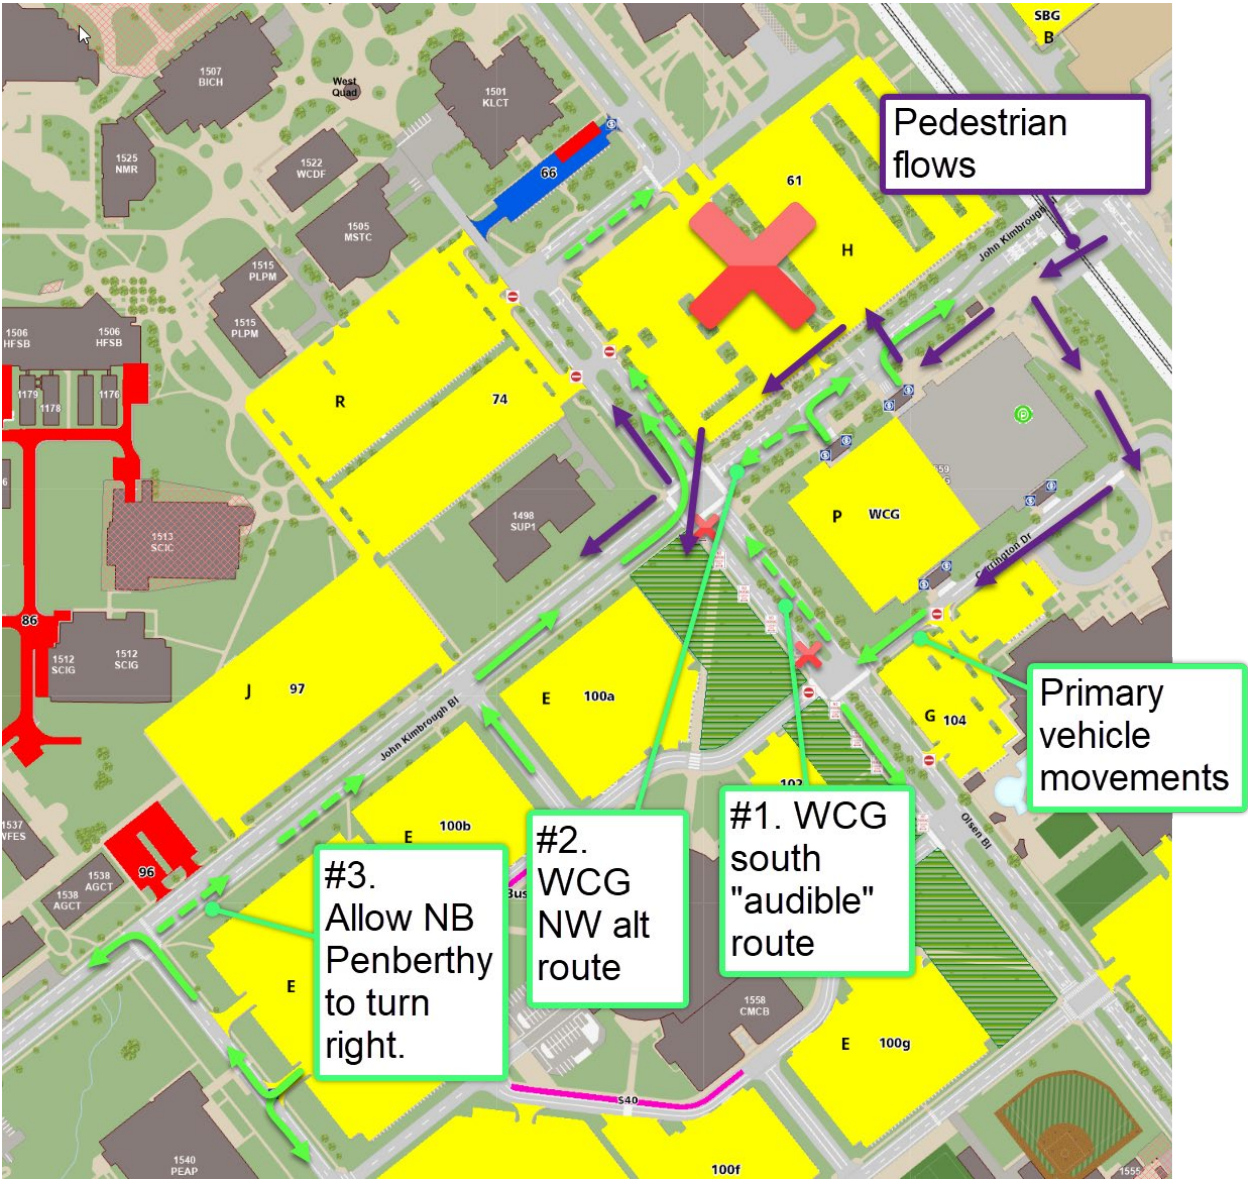 SBG
B
1507
BICH
West
Quad
1501
KLCT
Pedestrian
flows
1525
NMR
1522
WCDF
66
61
1505
MSTC
H
John Kimbrough Bl
1515
PLPM
1515
PLPM
1506
HFSB
1506
HFSB
1179
1178
1176
R
74
P
WCG
1498
SUP1
1513
SCIC
Carrington Dr
86
1512
SCIG
1512
SCIG
J
97
E
100a
G
104
Primary
vehicle
movements
John Kimbrough Bl
102
#1. WCG
south
"audible"
route
#2.
WCG
NW alt
route
E
100b
Olsen Bl
1537
WFES
96
1538
AGCT
1538
AGCT
#3.
Allow NB
Penberthy
to turn
right.
Bus
E
1558
CMCB
E
100g
S40
1540
PEAP
100f
1555